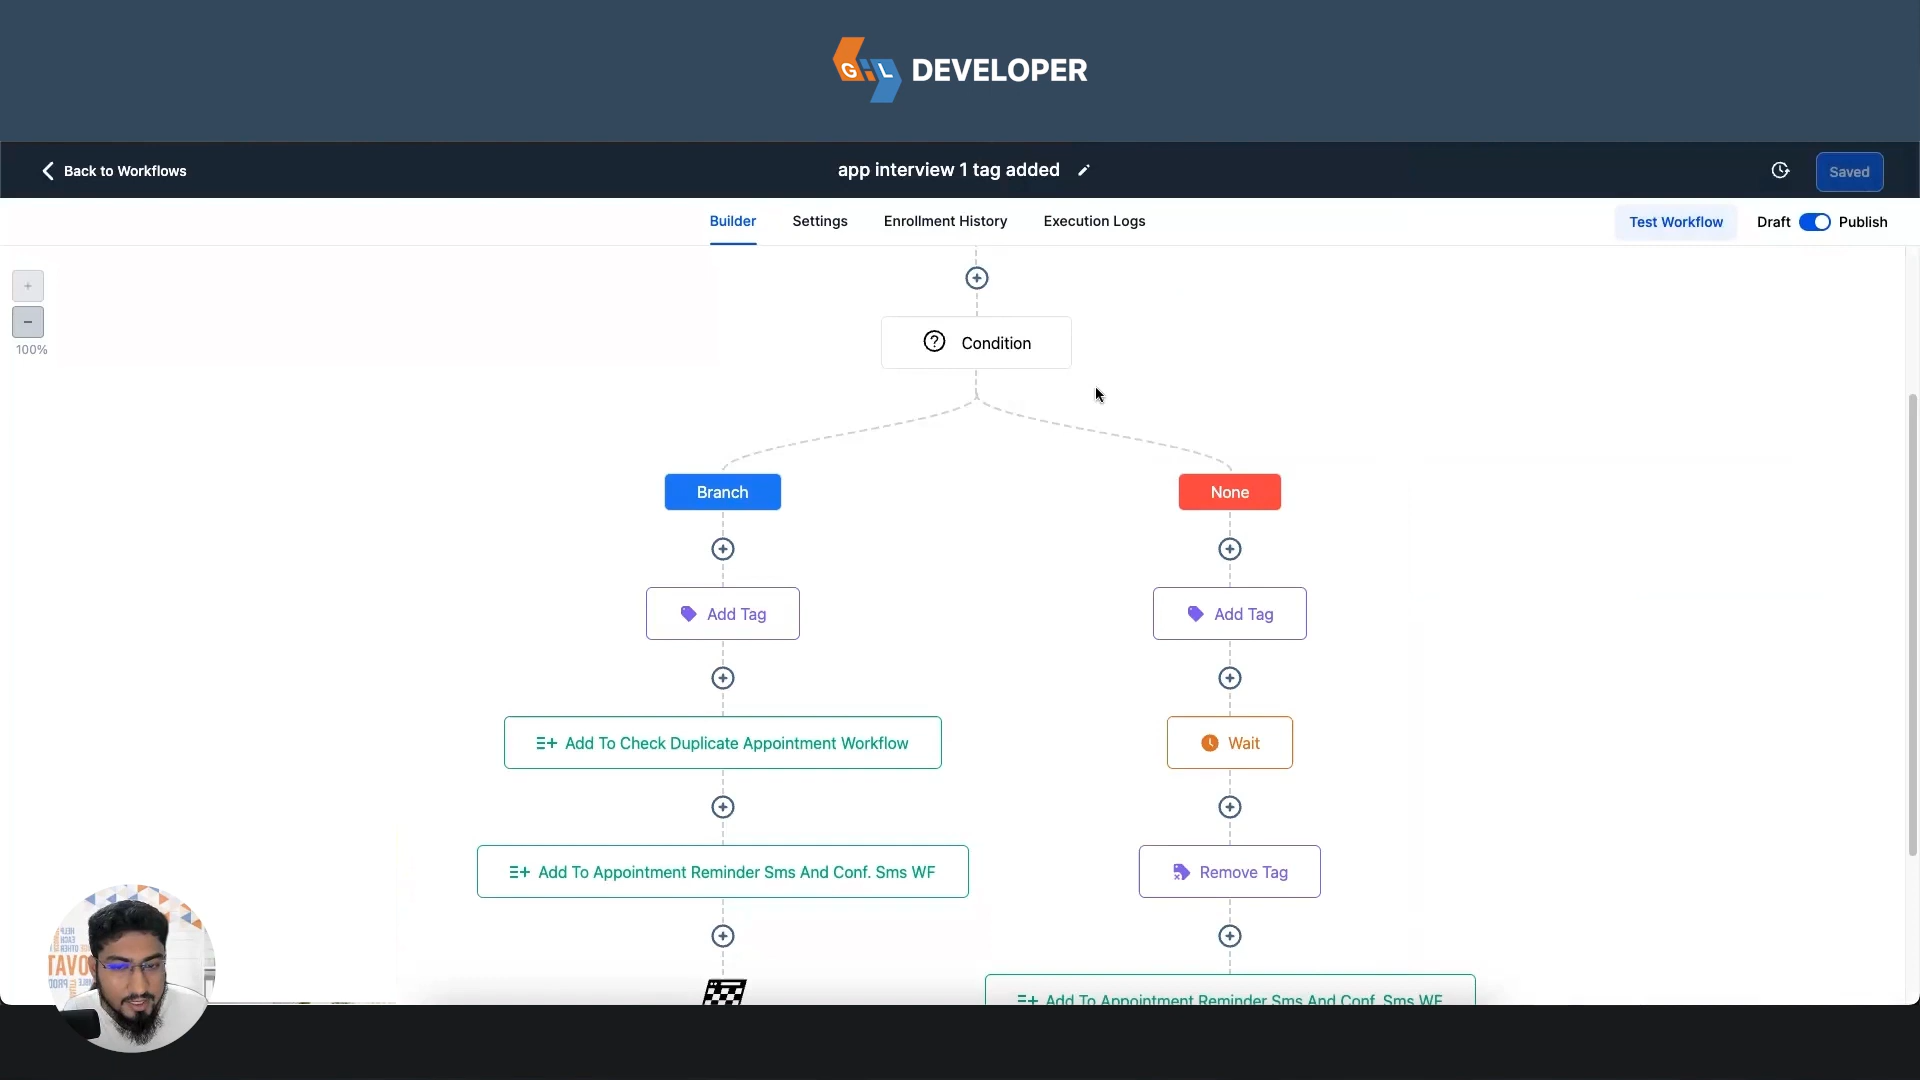 GHL DEVELOPER
Back to Workflows
app interview 1 tag added
Saved
Builder
Settings
Enrollment History
Execution Logs
Test Workflow
Draft
Publish
+
−
100%
Condition
Branch
None
Add Tag
Add Tag
Add To Check Duplicate Appointment Workflow
Wait
Add To Appointment Reminder Sms And Conf. Sms WF
Remove Tag
Add To Appointment Reminder Sms And Conf. Sms WF